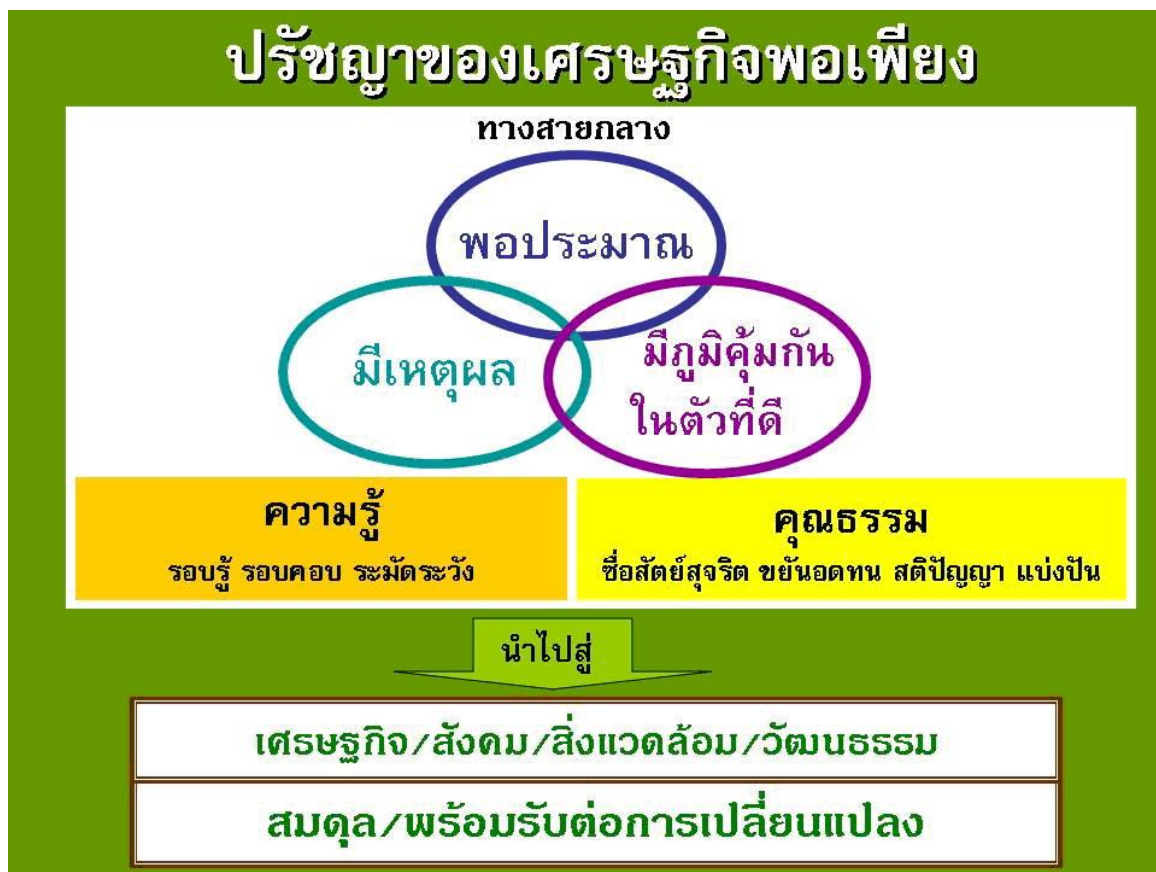 ปรัชญาของเศรษฐกิจพอเพียง
ทางสายกลาง
พอประมาณ
มีเหตุผล
มีภูมิคุ้มกัน
ในตัวที่ดี
ความรู้
รอบรู้ รอบคอบ ระมัดระวัง
คุณธรรม
ซื่อสัตย์สุจริต ขยันอดทน สติปัญญา แบ่งปัน
นำไปสู่
เศรษฐกิจ/สังคม/สิ่งแวดล้อม/วัฒนธรรม
สมดุล/พร้อมรับต่อการเปลี่ยนแปลง